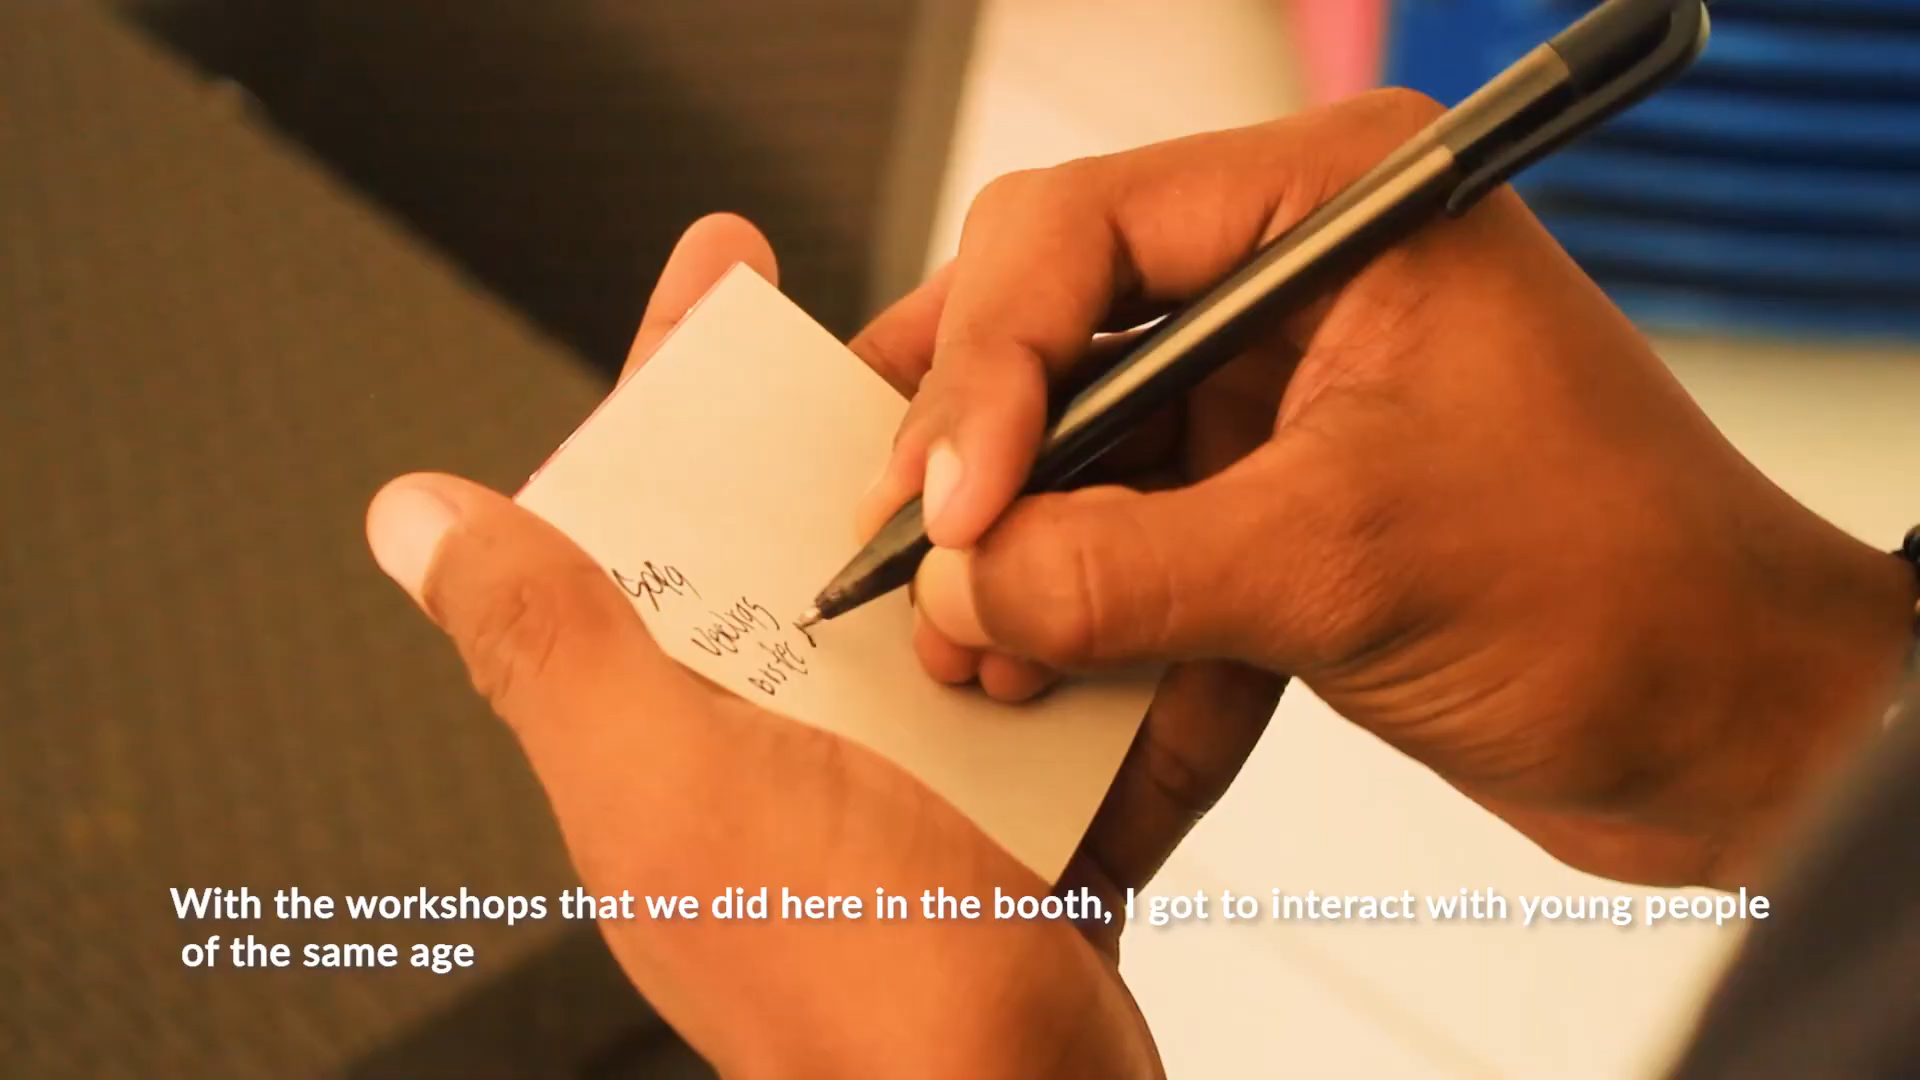 With the workshops that we did here in the booth, I got to interact with young people
of the same age